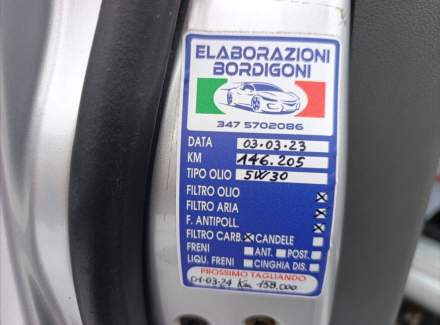 ELABORAZIONI
BORDIGONI
347 5702086
DATA 03.03.23
KM 146.205
TIPO OLIO 5W30
FILTRO OLIO
FILTRO ARIA
F. ANTIPOLL.
FILTRO CARB. CANDELE
FRENI ANT. POST.
LIQU. FRENI CINGHIA DIS.
PROSSIMO TAGLIANDO
01-03-24 Km 158.000